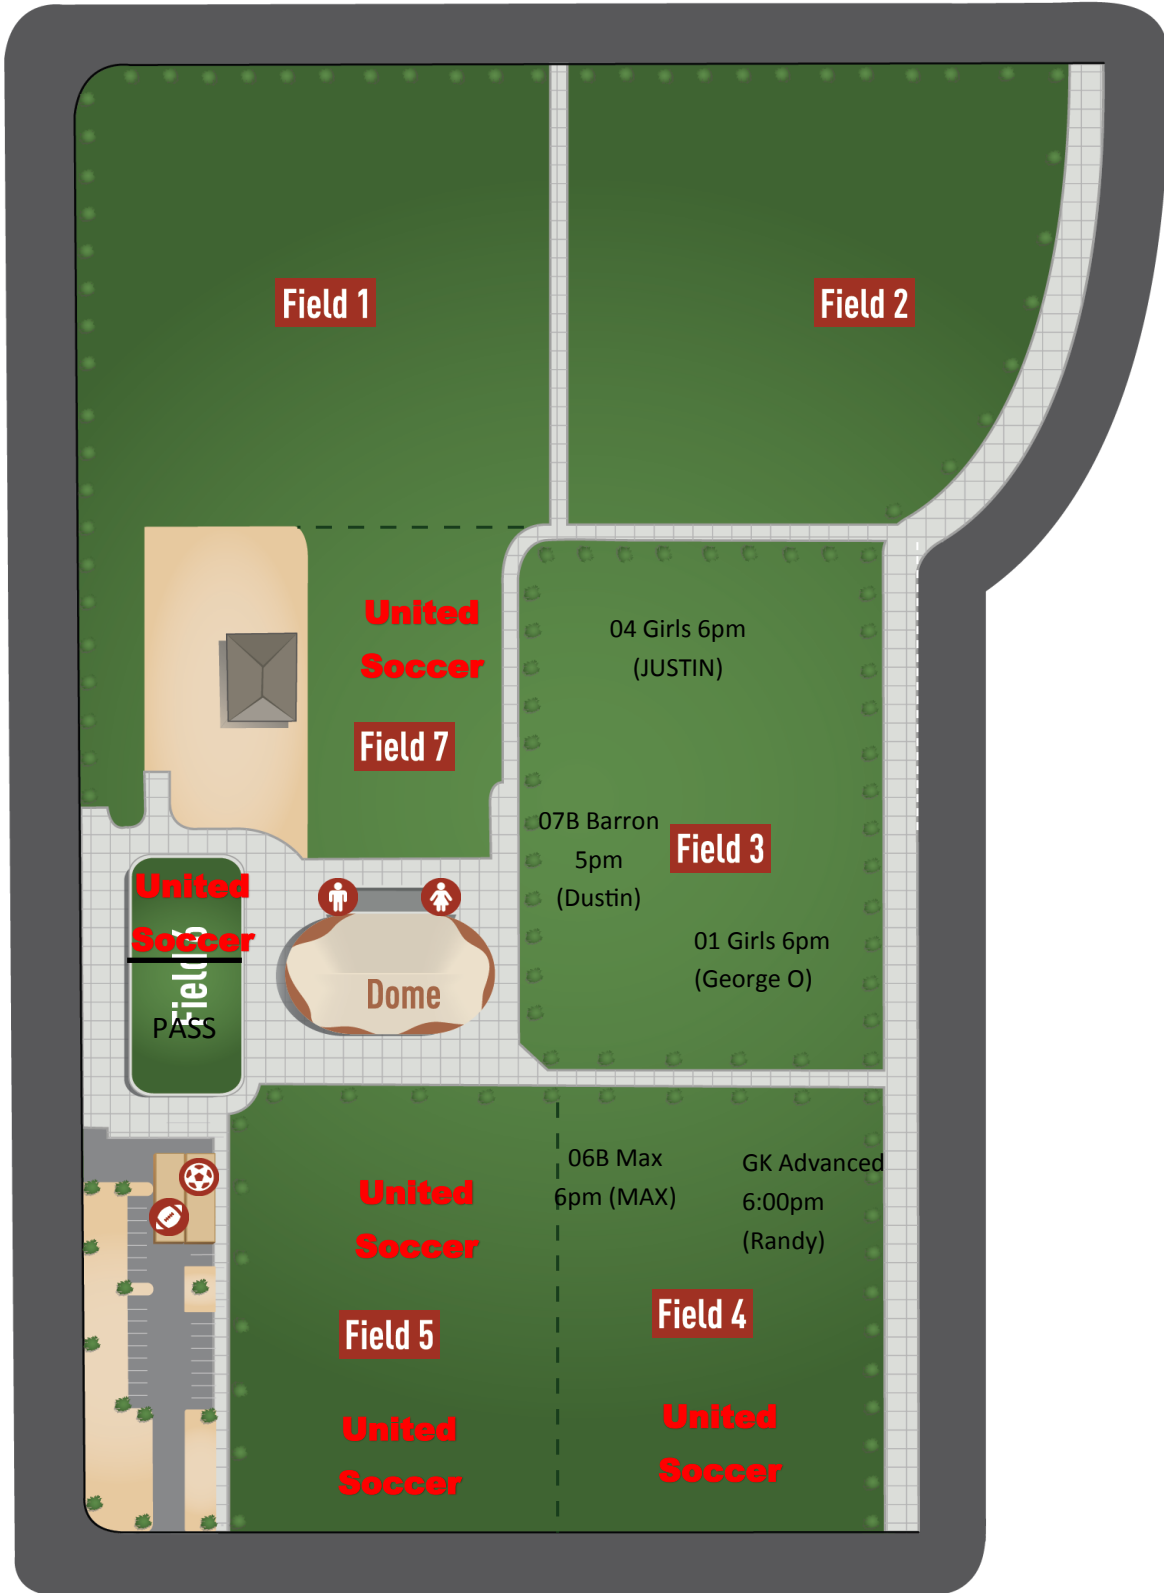 Field 1
Field 2
United
Soccer
Field 7
04 Girls 6pm
(JUSTIN)
07B Barron
5pm
(Dustin)
Field 3
01 Girls 6pm
(George O)
United
Soccer
Field 6
PASS
Dome
06B Max
6pm (MAX)
GK Advanced
6:00pm
(Randy)
United
Soccer
Field 5
Field 4
United
Soccer
United
Soccer